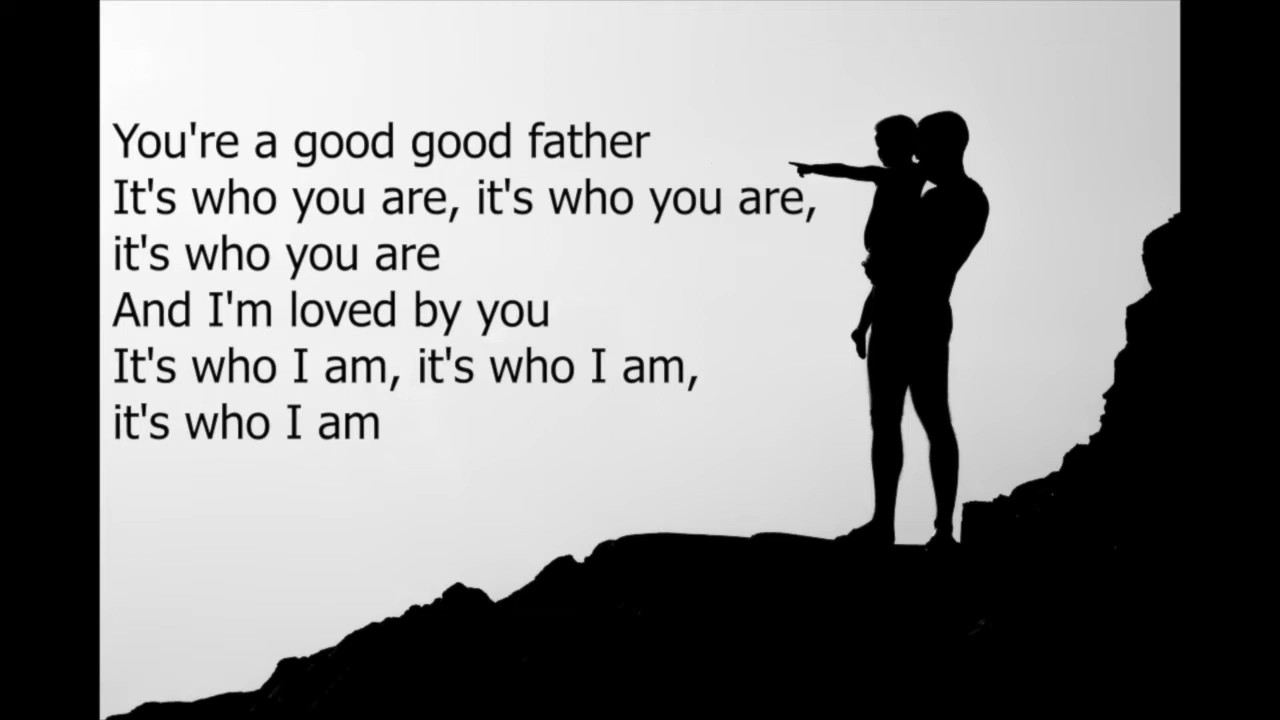 You're a good good father
It's who you are, it's who you are,
it's who you are
And I'm loved by you
It's who I am, it's who I am,
it's who I am